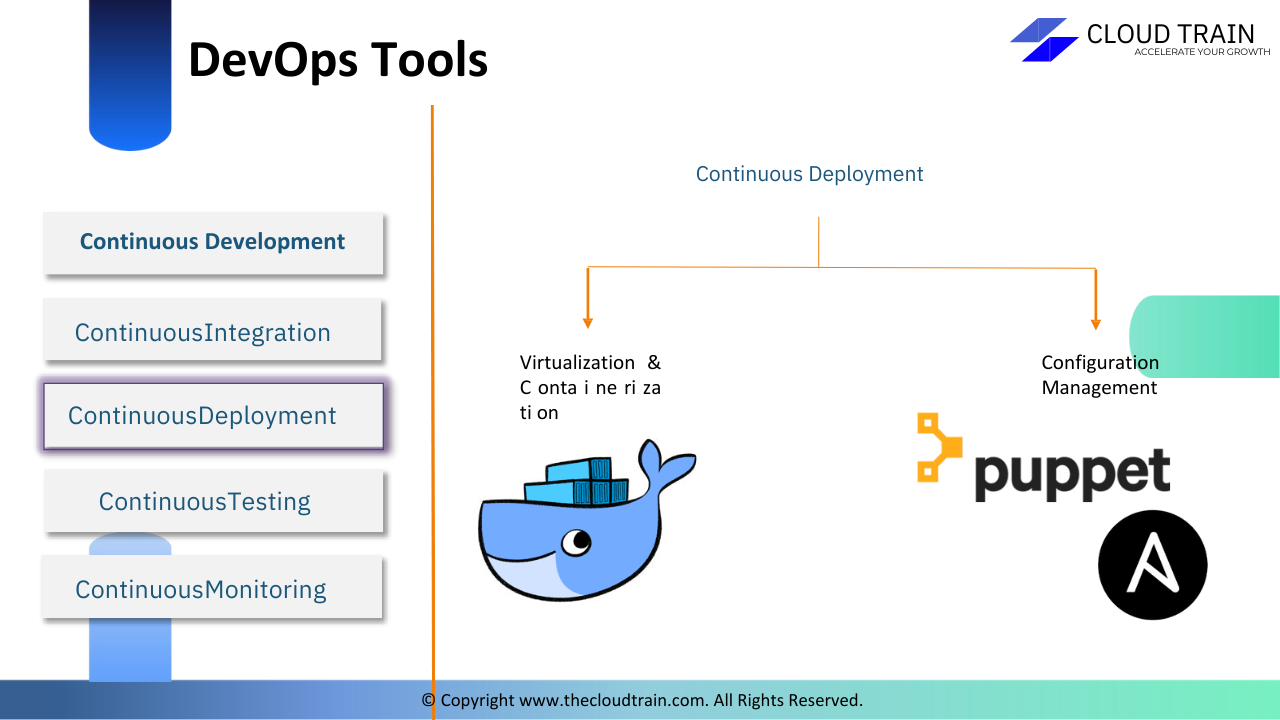 DevOps Tools
CLOUD TRAIN
ACCELERATE YOUR GROWTH
Continuous Development
ContinuousIntegration
ContinuousDeployment
ContinuousTesting
ContinuousMonitoring
Continuous Deployment
Virtualization &
C onta i ne ri za
ti on
Configuration
Management
puppet
© Copyright www.thecloudtrain.com. All Rights Reserved.